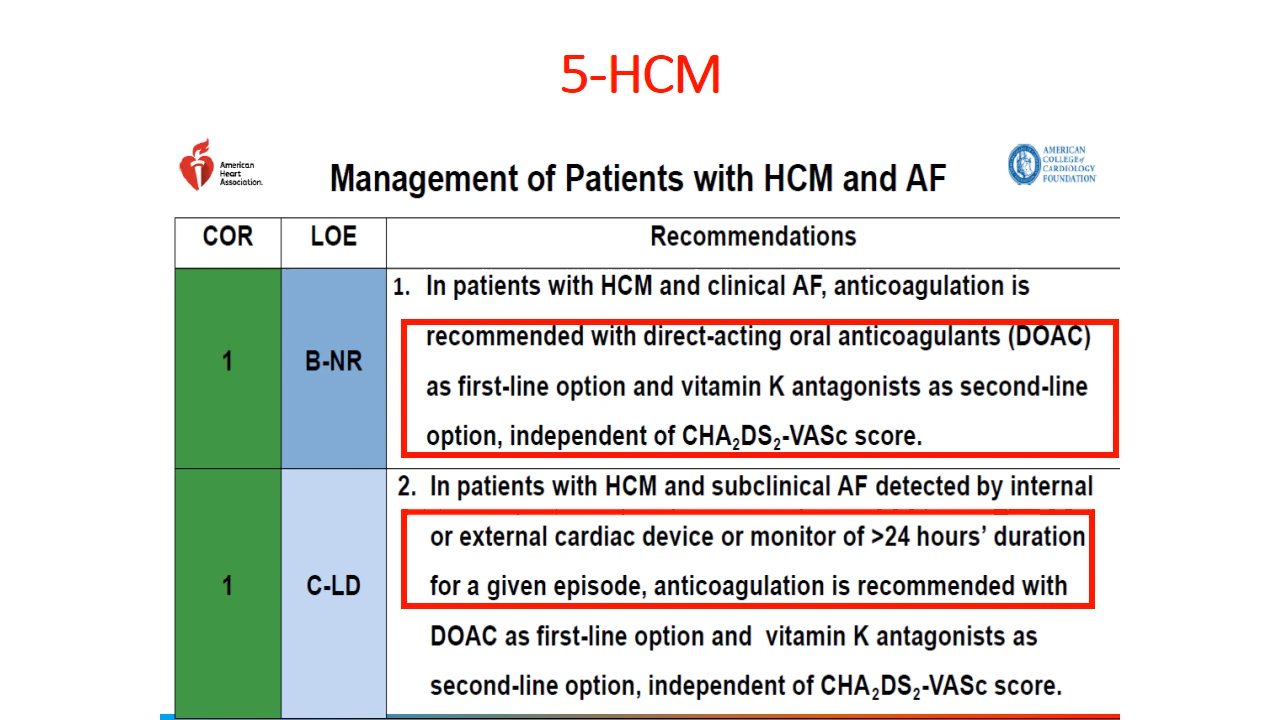 5-HCM
American
Heart
Association.
Management of Patients with HCM and AF
AMERICAN
COLLEGE of
CARDIOLOGY
FOUNDATION
COR LOE Recommendations
1 B-NR
1. In patients with HCM and clinical AF, anticoagulation is
recommended with direct-acting oral anticoagulants (DOAC)
as first-line option and vitamin K antagonists as second-line
option, independent of CHA₂DS₂-VASc score.
1 C-LD
2. In patients with HCM and subclinical AF detected by internal
or external cardiac device or monitor of >24 hours’ duration
for a given episode, anticoagulation is recommended with
DOAC as first-line option and vitamin K antagonists as
second-line option, independent of CHA₂DS₂-VASc score.